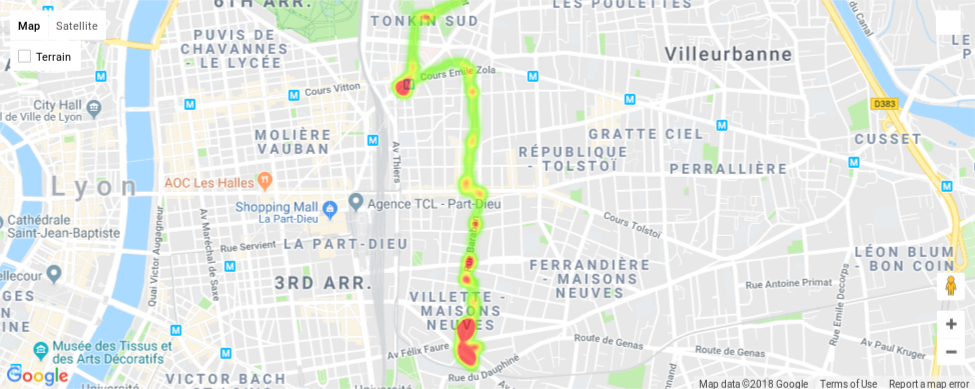 6TH ARR.
TONKIN SUD
LES POULETTES
Map
Satellite
Terrain
PUVIS DE
CHAVANNES
- LE LYCÉE
Villeurbanne
Cours Emile Zola
Cours Vitton
City Hall
l de Ville de Lyon
du Canal
D383
MOLIÈRE
VAUBAN
Av Thiers
GRATTE CIEL
CUSSET
RÉPUBLIQUE
- TOLSTOÏ
PERRALLIÈRE
Lyon
AOC Les Halles
Shopping Mall
La Part-Dieu
Agence TCL - Part-Dieu
Cathédrale
Saint-Jean-Baptiste
Quai Victor Augagneur
Av Maréchal de Saxe
Rue Servient
LA PART-DIEU
Cours Tolstoï
LÉON BLUM
- BON COIN
ellecour
3RD ARR.
FERRANDIÈRE
- MAISONS
NEUVES
Rue Antoine Primat
Rue Emile Decorps
VILLETTE -
MAISONS
NEUVES
Musée des Tissus et
des Arts Décoratifs
Av Félix Faure
Rue du Dauphiné
Route de Genas
Route de Genas
Av Paul Kruger
Google
VICTOR BACH
Map data ©2018 Google
Terms of Use
Report a map error